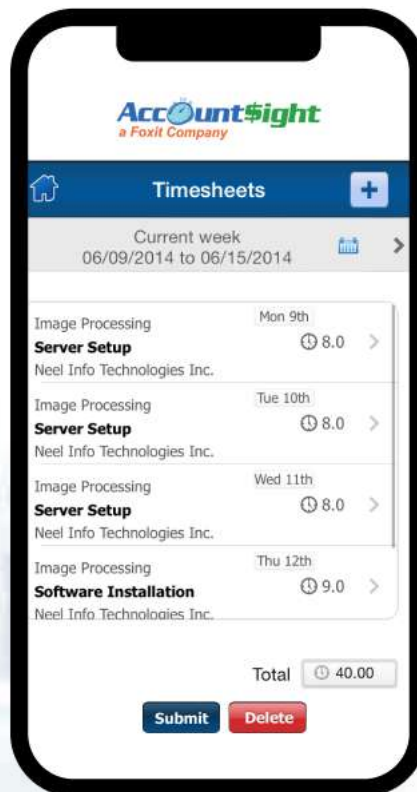 Acc unt$ight
a Foxit Company
Timesheets
+
Current week
06/09/2014 to 06/15/2014
Image Processing
Mon 9th
Server Setup
8.0
Neel Info Technologies Inc.
Image Processing
Tue 10th
Server Setup
8.0
Neel Info Technologies Inc.
Image Processing
Wed 11th
Server Setup
8.0
Neel Info Technologies Inc.
Image Processing
Thu 12th
Software Installation
9.0
Neel Info Technologies Inc.
Total 40.00
Submit Delete